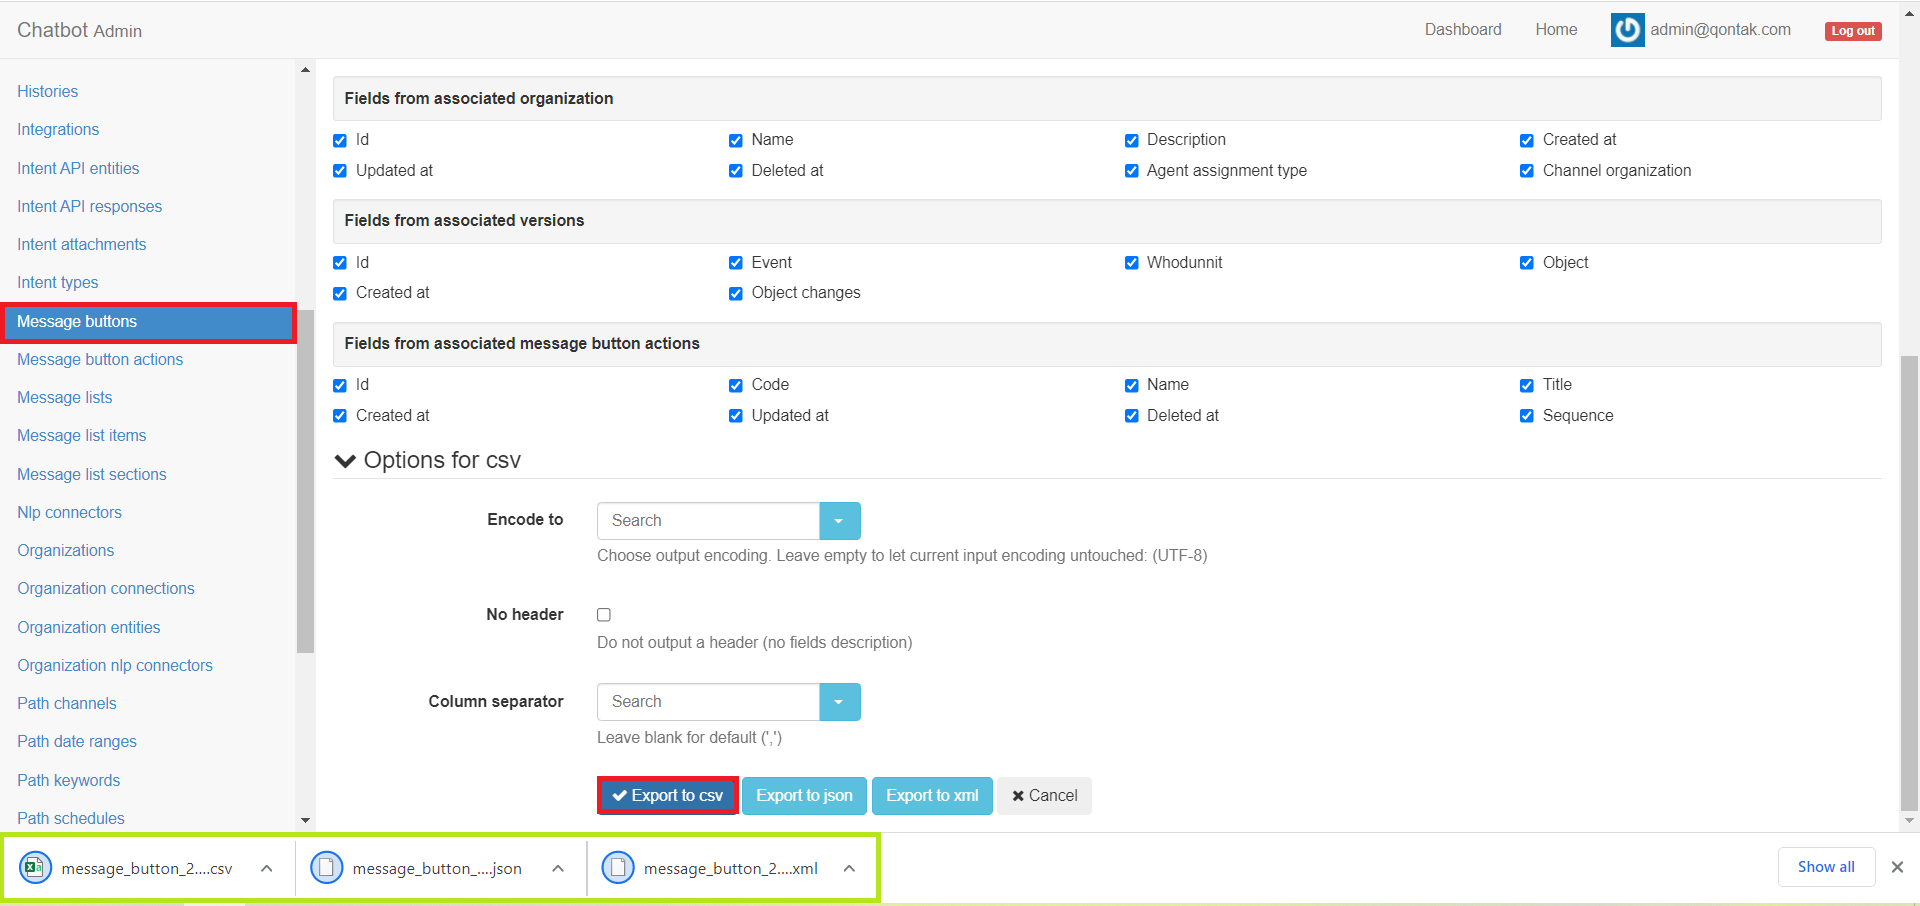 Chatbot Admin
Dashboard Home admin@qontak.com Log out
Histories
Integrations
Intent API entities
Intent API responses
Intent attachments
Intent types
Message buttons
Message button actions
Message lists
Message list items
Message list sections
Nlp connectors
Organizations
Organization connections
Organization entities
Organization nlp connectors
Path channels
Path date ranges
Path keywords
Path schedules
Fields from associated organization
Id Name Description Created at
Updated at Deleted at Agent assignment type Channel organization
Fields from associated versions
Id Event Whodunnit Object
Created at Object changes
Fields from associated message button actions
Id Code Name Title
Created at Updated at Deleted at Sequence
Options for csv
Encode to Search
Choose output encoding. Leave empty to let current input encoding untouched: (UTF-8)
No header
Do not output a header (no fields description)
Column separator Search
Leave blank for default (',')
Export to csv Export to json Export to xml Cancel
message_button_2....csv message_button_....json message_button_2....xml Show all